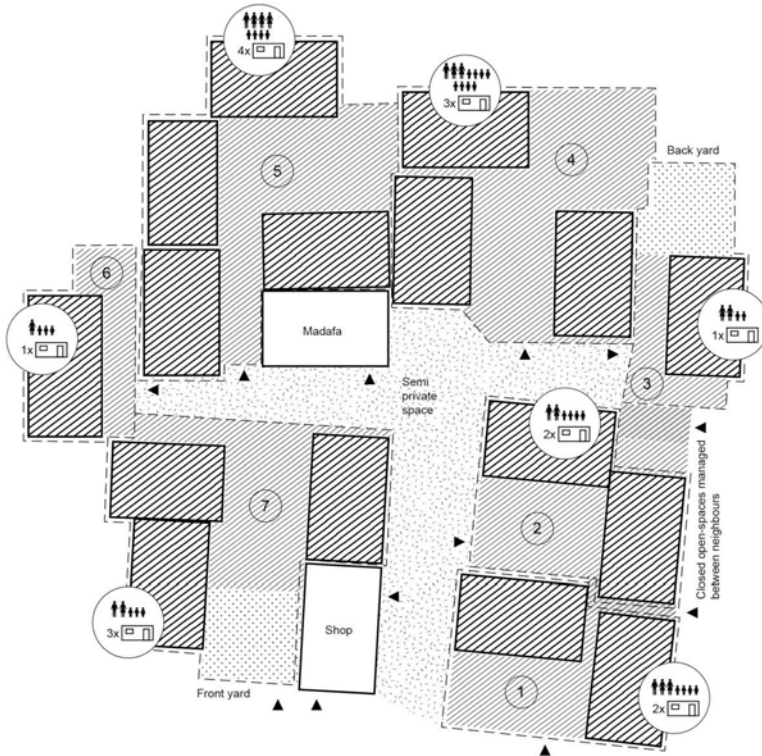 4x
3x
5
4
Back yard
6
1x
Madafa
1x
Semi
private
space
3
2x
7
2
Closed open-spaces managed
between neighbours
3x
Shop
1
2x
Front yard